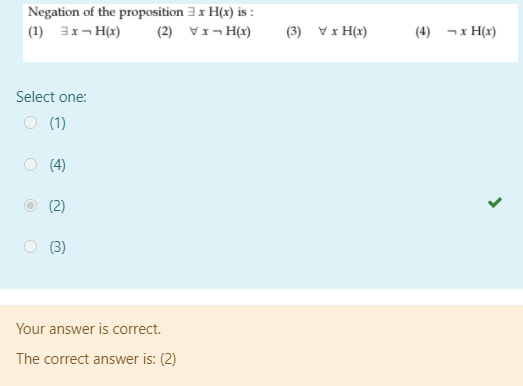 Negation of the proposition ∃ x H(x) is :
(1) ∃ x ¬ H(x) (2) ∀ x ¬ H(x) (3) ∀ x H(x) (4) ¬ x H(x)
Select one:
(1)
(4)
(2)
(3)
Your answer is correct.
The correct answer is: (2)